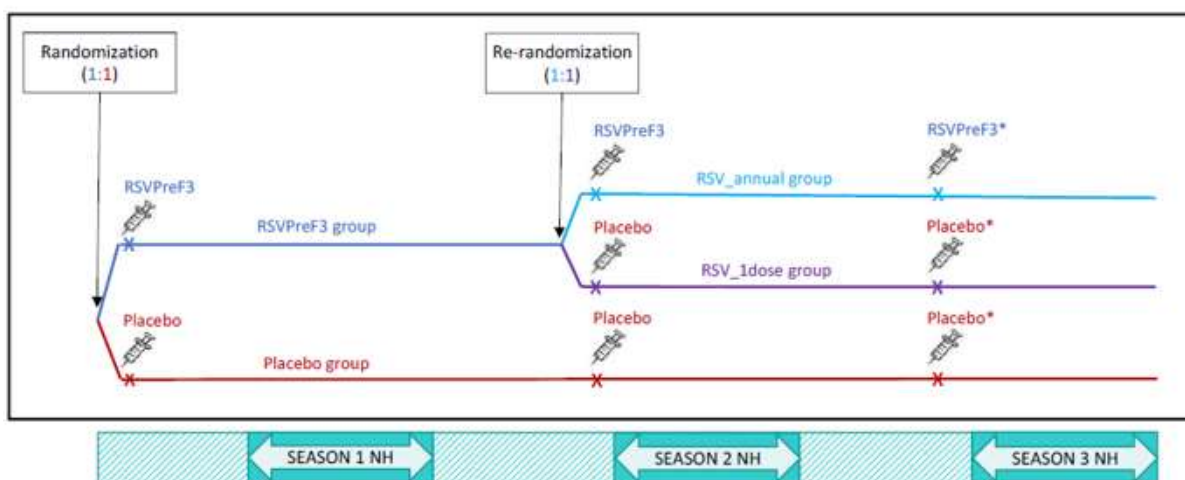 Randomization
(1:1)
Re-randomization
(1:1)
RSVPreF3
RSVPreF3*
RSVPreF3
RSV_annual group
RSVPreF3 group
Placebo
Placebo*
RSV_1dose group
Placebo
Placebo
Placebo*
Placebo group
SEASON 1 NH
SEASON 2 NH
SEASON 3 NH